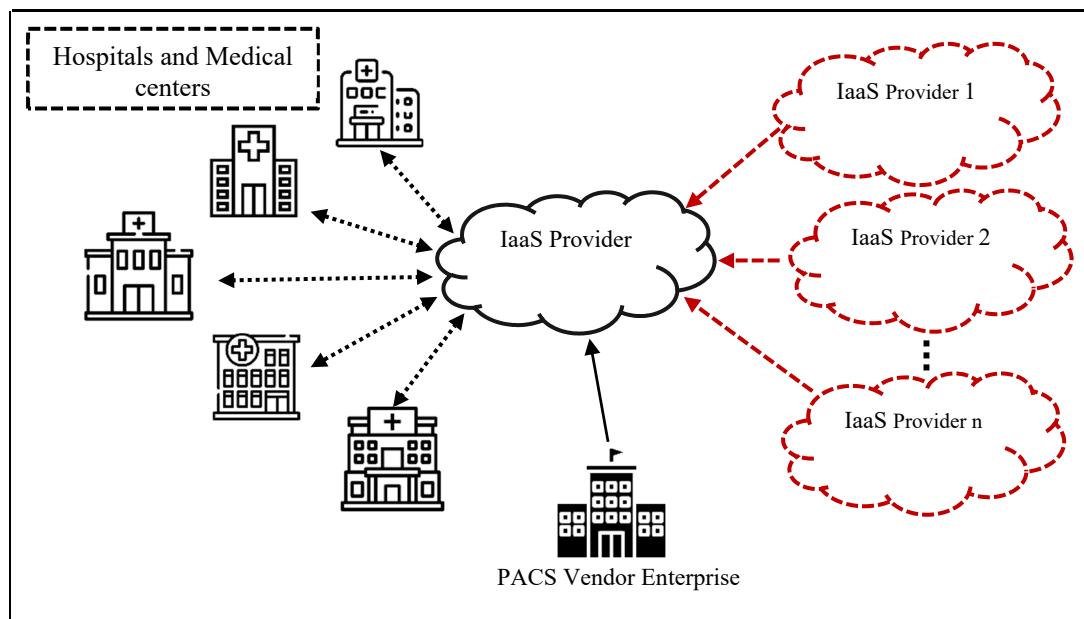 Hospitals and Medical
centers
IaaS Provider 1
IaaS Provider
IaaS Provider 2
IaaS Provider n
PACS Vendor Enterprise